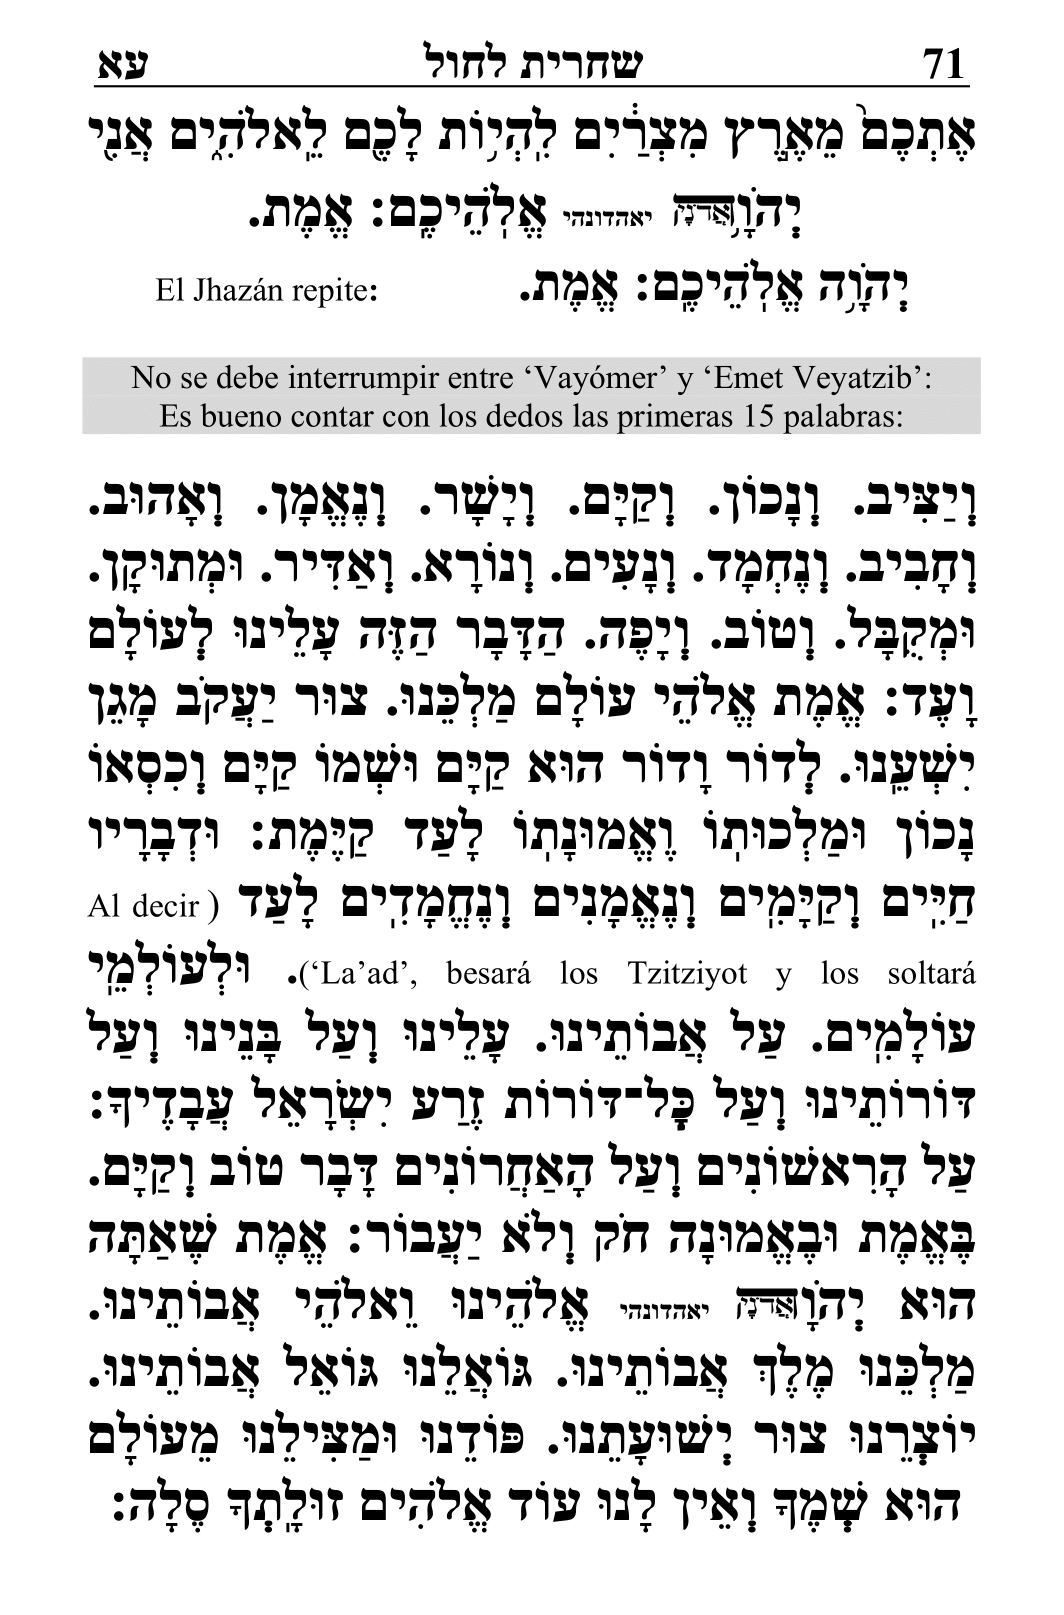 71 שחרית לחול עא
אֶתְכֶם֙ מֵאֶ֣רֶץ מִצְרַ֔יִם לִֽהְי֥וֹת לָכֶ֖ם לֵֽאלֹהִ֑ים אֲנִ֖י
יְהֹוָ֥האֲדֹנָי יאהדונהי אֱלֹֽהֵיכֶֽם׃ אֱמֶת.
El Jhazán repite: יְהֹוָ֥ה אֱלֹֽהֵיכֶֽם׃ אֱמֶת.
No se debe interrumpir entre ‘Vayómer’ y ‘Emet Veyatzib’:
Es bueno contar con los dedos las primeras 15 palabras:
וְיַצִּיב. וְנָכוֹן. וְקַיָּם. וְיָשָׁר. וְנֶאֱמָן. וְאָהוּב.
וְחָבִיב. וְנֶחְמָד. וְנָעִים. וְנוֹרָא. וְאַדִּיר. וּמְתוּקָן.
וּמְקֻבָּל. וְטוֹב. וְיָפֶה. הַדָּבָר הַזֶּה עָלֵינוּ לְעוֹלָם
וָעֶד׃ אֱמֶת אֱלֹהֵי עוֹלָם מַלְכֵּנוּ. צוּר יַעֲקֹב מָגֵן
יִשְׁעֵֽנוּ. לְדוֹר וָדוֹר הוּא קַיָּם וּשְׁמוֹ קַיָּם וְכִסְאוֹ
נָכוֹן וּמַלְכוּתֽוֹ וֶאֱמוּנָתֽוֹ לָעַד קַיֶּמֶת׃ וּדְבָרָיו
חַיִּֽים וְקַיָּמִֽים וְנֶאֱמָנִים וְנֶחֱמָדִֽים לָעַד (Al decir
‘La’ad’, besará los Tzitziyot y los soltará). וּלְעוֹלְמֵֽי
עוֹלָמִֽים. עַל אֲבוֹתֵינוּ. עָלֵינוּ וְעַל בָּנֵינוּ וְעַל
דּוֹרוֹתֵינוּ וְעַל כׇּל־דּוֹרוֹת זֶרַע יִשְׂרָאֵל עֲבָדֶיךָ׃
עַל הָרִאשׁוֹנִים וְעַל הָאַחֲרוֹנִים דָּבָר טוֹב וְקַיָּם.
בֶּאֱמֶת וּבֶאֱמוּנָה חֹק וְלֹא יַעֲבוֹר׃ אֱמֶת שֶׁאַתָּה
הוּא יְהֹוָהאֲדֹנָי יאהדונהי אֱלֹהֵינוּ וֵאלֹהֵי אֲבוֹתֵינוּ.
מַלְכֵּנוּ מֶלֶךְ אֲבוֹתֵינוּ. גּוֹאֲלֵנוּ גּוֹאֵל אֲבוֹתֵינוּ.
יוֹצְרֵנוּ צוּר יְשׁוּעָתֵנוּ. פּוֹדֵנוּ וּמַצִּילֵנוּ מֵעוֹלָם
הוּא שְׁמֶךָ וְאֵין לָנוּ עוֹד אֱלֹהִים זוּלָֽתְךָ סֶלָה׃